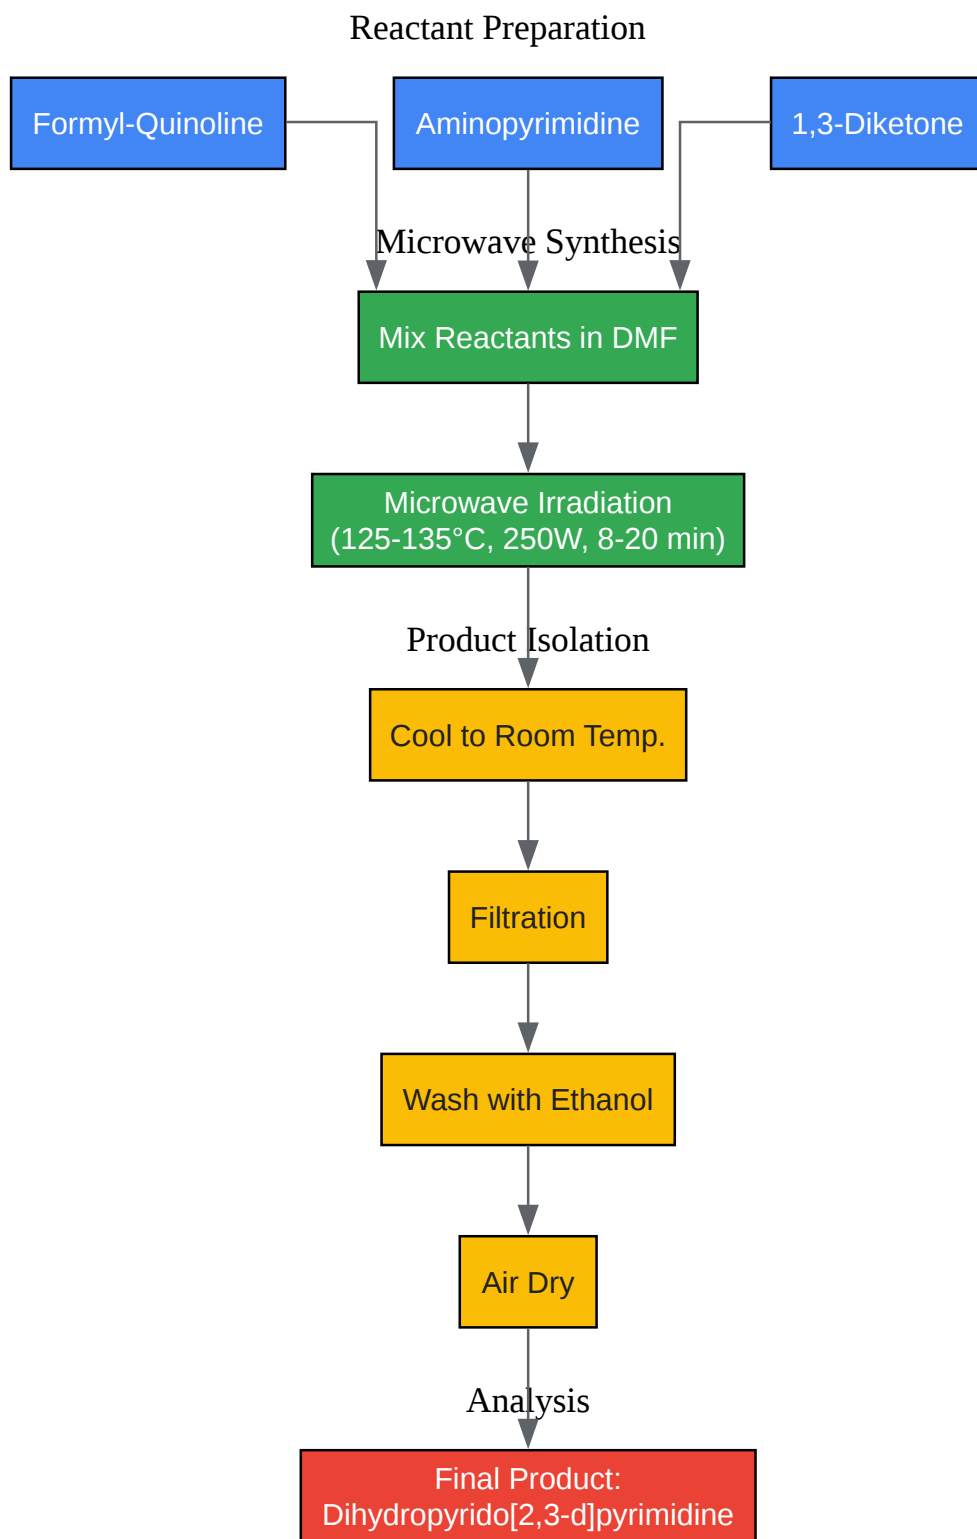 Reactant Preparation
Formyl-Quinoline
Aminopyrimidine
1,3-Diketone
Microwave Synthesis
Mix Reactants in DMF
Microwave Irradiation
(125-135°C, 250W, 8-20 min)
Product Isolation
Cool to Room Temp.
Filtration
Wash with Ethanol
Air Dry
Analysis
Final Product:
Dihydropyrido[2,3-d]pyrimidine